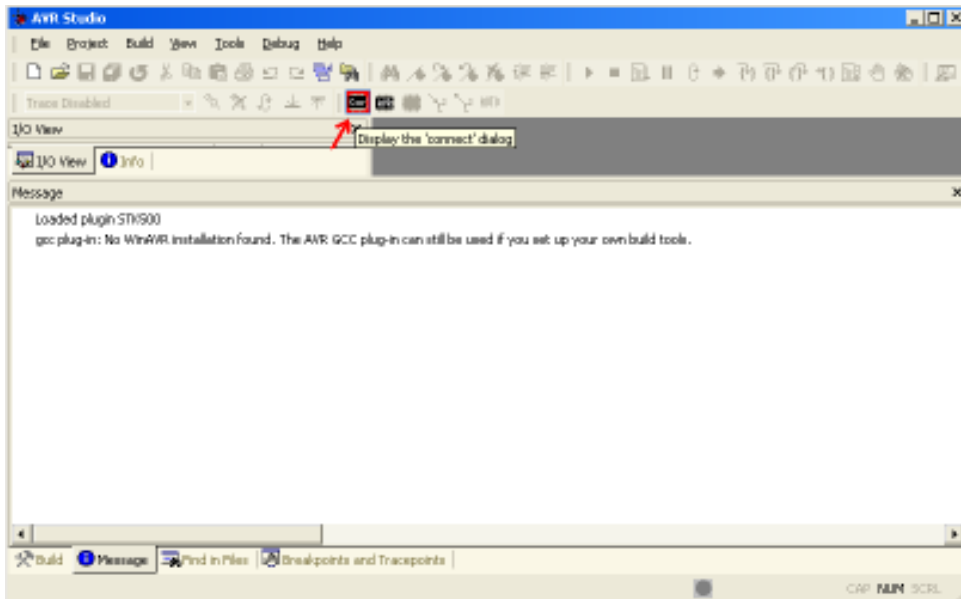 AVR Studio
File Project Build View Tools Debug Help
Trace Disabled
Con AVR
I/O View
Display the 'connect' dialog
I/O View Info
Message
Loaded plugin STK500
gcc plug-in: No WinAVR installation found. The AVR GCC plug-in can still be used if you set up your own build tools.
Build Message Find in Files Breakpoints and Tracepoints
CAP NUM SCRL